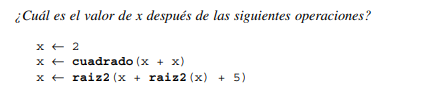 ¿Cuál es el valor de x después de las siguientes operaciones?
x ← 2
x ← cuadrado(x + x)
x ← raiz2(x + raiz2(x) + 5)